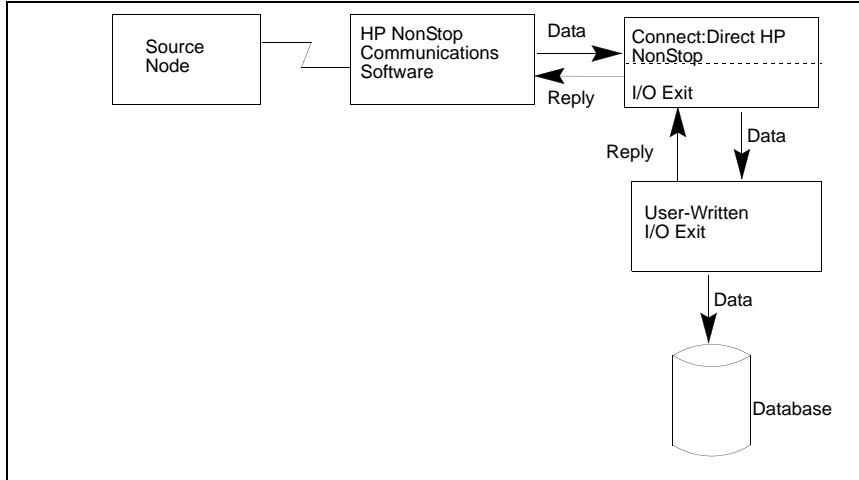 Source
Node
HP NonStop
Communications
Software
Data
Reply
Connect:Direct HP
NonStop
I/O Exit
Reply
Data
User-Written
I/O Exit
Data
Database